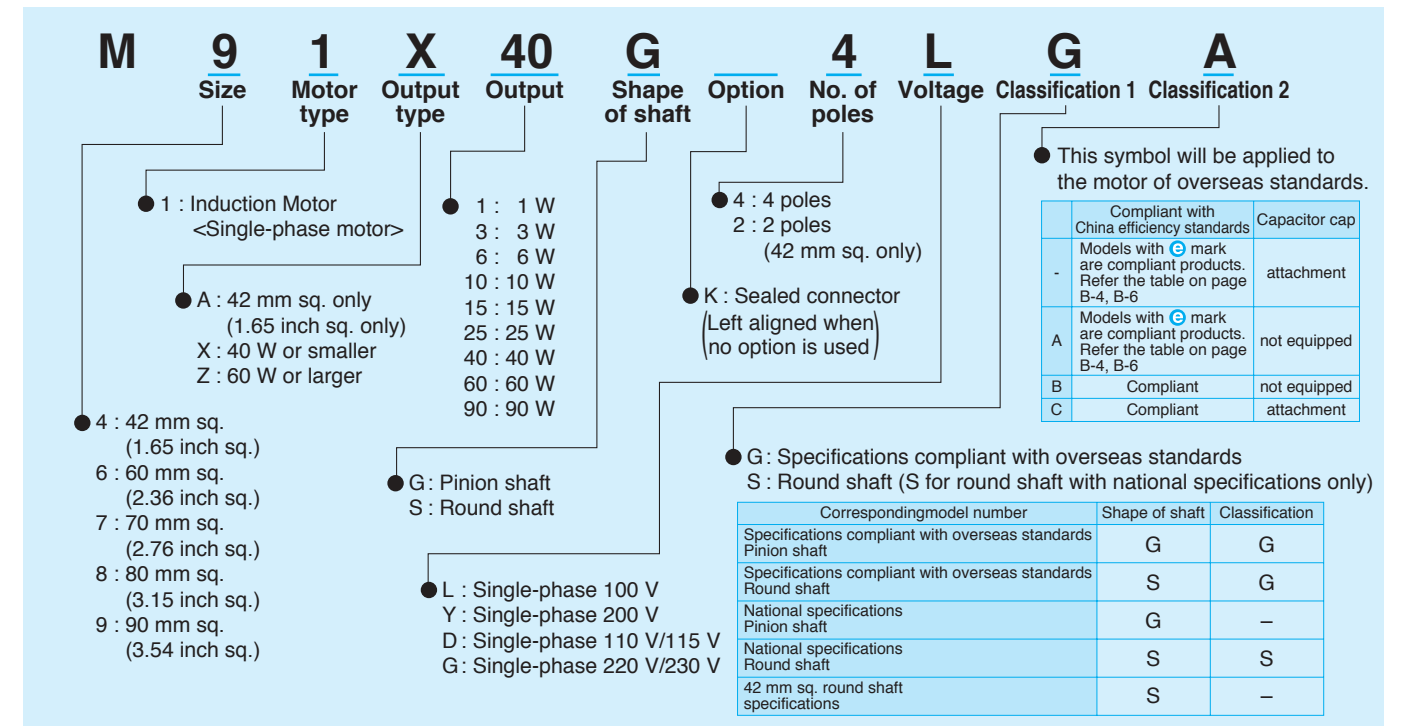 M 9 1 X 40 G 4 L G A
Size Motor type Output type Output Shape of shaft Option No. of poles Voltage Classification 1 Classification 2
1 : Induction Motor
<Single-phase motor>
A : 42 mm sq. only
(1.65 inch sq. only)
X : 40 W or smaller
Z : 60 W or larger
4 : 42 mm sq.
(1.65 inch sq.)
6 : 60 mm sq.
(2.36 inch sq.)
7 : 70 mm sq.
(2.76 inch sq.)
8 : 80 mm sq.
(3.15 inch sq.)
9 : 90 mm sq.
(3.54 inch sq.)
1 : 1 W
3 : 3 W
6 : 6 W
10 : 10 W
15 : 15 W
25 : 25 W
40 : 40 W
60 : 60 W
90 : 90 W
G : Pinion shaft
S : Round shaft
4 : 4 poles
2 : 2 poles
(42 mm sq. only)
K : Sealed connector
(Left aligned when
no option is used)
L : Single-phase 100 V
Y : Single-phase 200 V
D : Single-phase 110 V/115 V
G : Single-phase 220 V/230 V
This symbol will be applied to
the motor of overseas standards.
Compliant with
China efficiency standards
Capacitor cap
-
Models with e mark
are compliant products.
Refer the table on page
B-4, B-6
attachment
A
Models with e mark
are compliant products.
Refer the table on page
B-4, B-6
not equipped
B Compliant not equipped
C Compliant attachment
G : Specifications compliant with overseas standards
S : Round shaft (S for round shaft with national specifications only)
Correspondingmodel number Shape of shaft Classification
Specifications compliant with overseas standards
Pinion shaft
G G
Specifications compliant with overseas standards
Round shaft
S G
National specifications
Pinion shaft
G –
National specifications
Round shaft
S S
42 mm sq. round shaft
specifications
S –